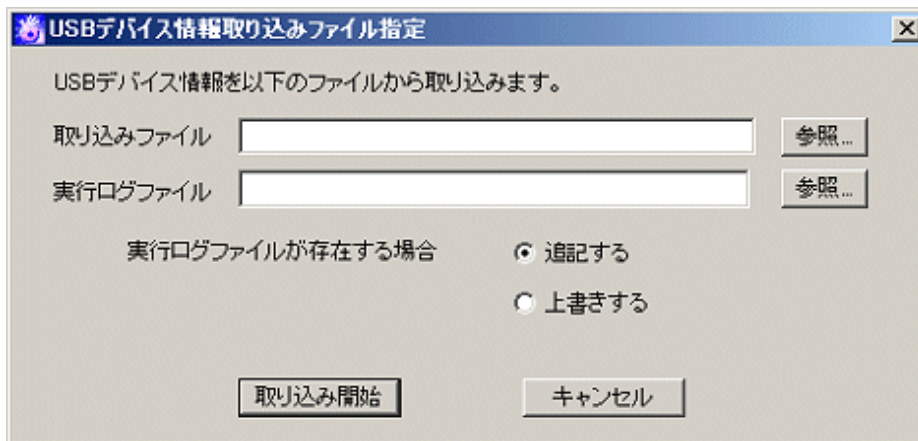 USBデバイス情報取り込みファイル指定
USBデバイス情報を以下のファイルから取り込みます。
取り込みファイル 参照...
実行ログファイル 参照...
実行ログファイルが存在する場合 追記する
上書きする
取り込み開始 キャンセル